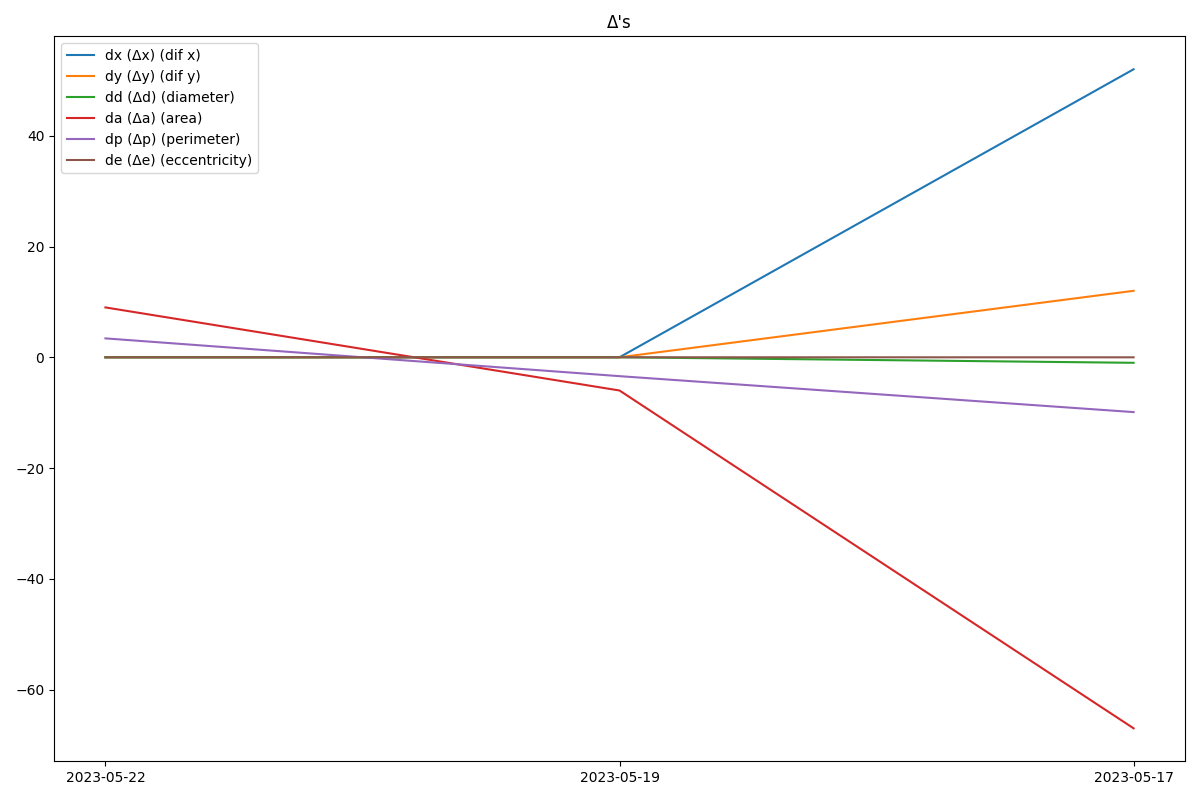 Δ's
dx (Δx) (dif x)
dy (Δy) (dif y)
dd (Δd) (diameter)
da (Δa) (area)
dp (Δp) (perimeter)
de (Δe) (eccentricity)
40
20
0
−20
−40
−60
2023-05-22 2023-05-19 2023-05-17